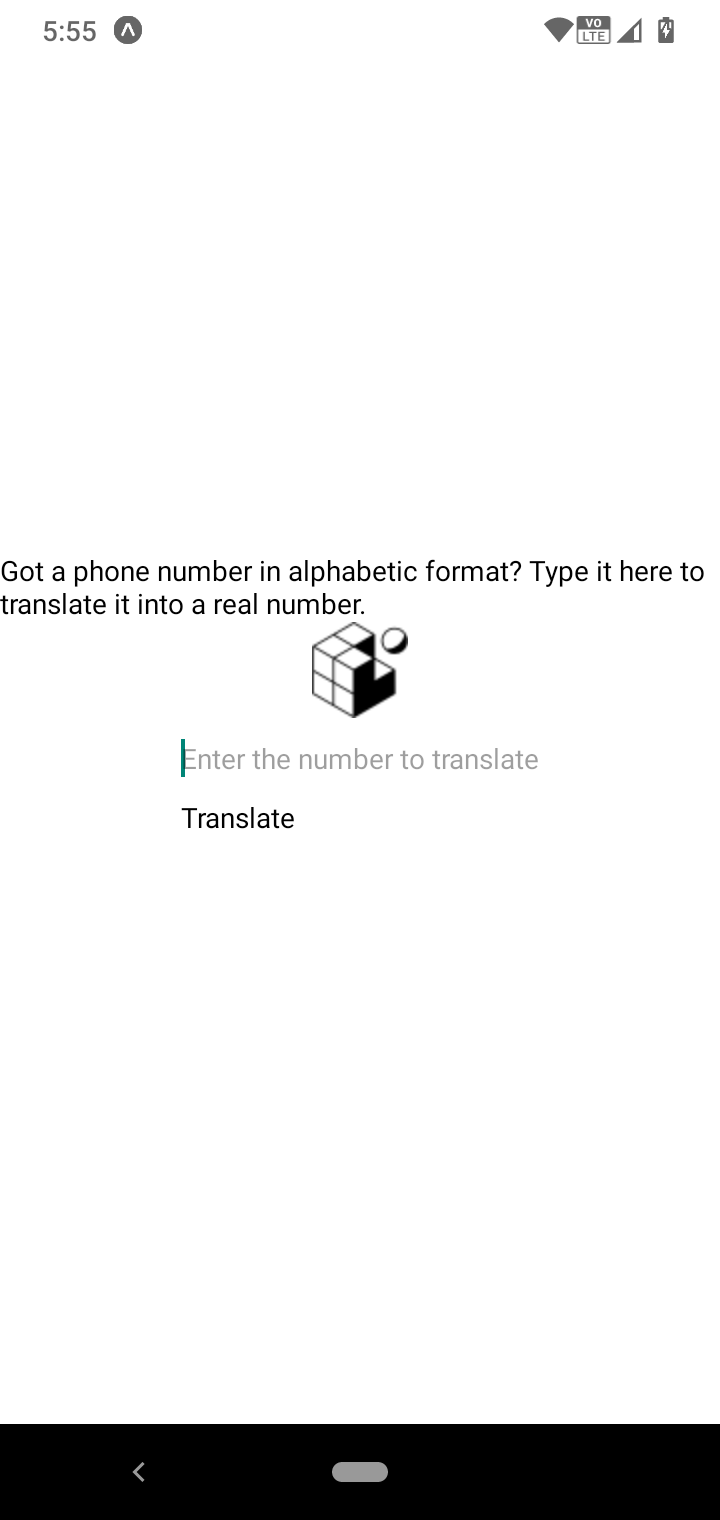 5:55
VO
LTE
Got a phone number in alphabetic format? Type it here to
translate it into a real number.
Enter the number to translate
Translate